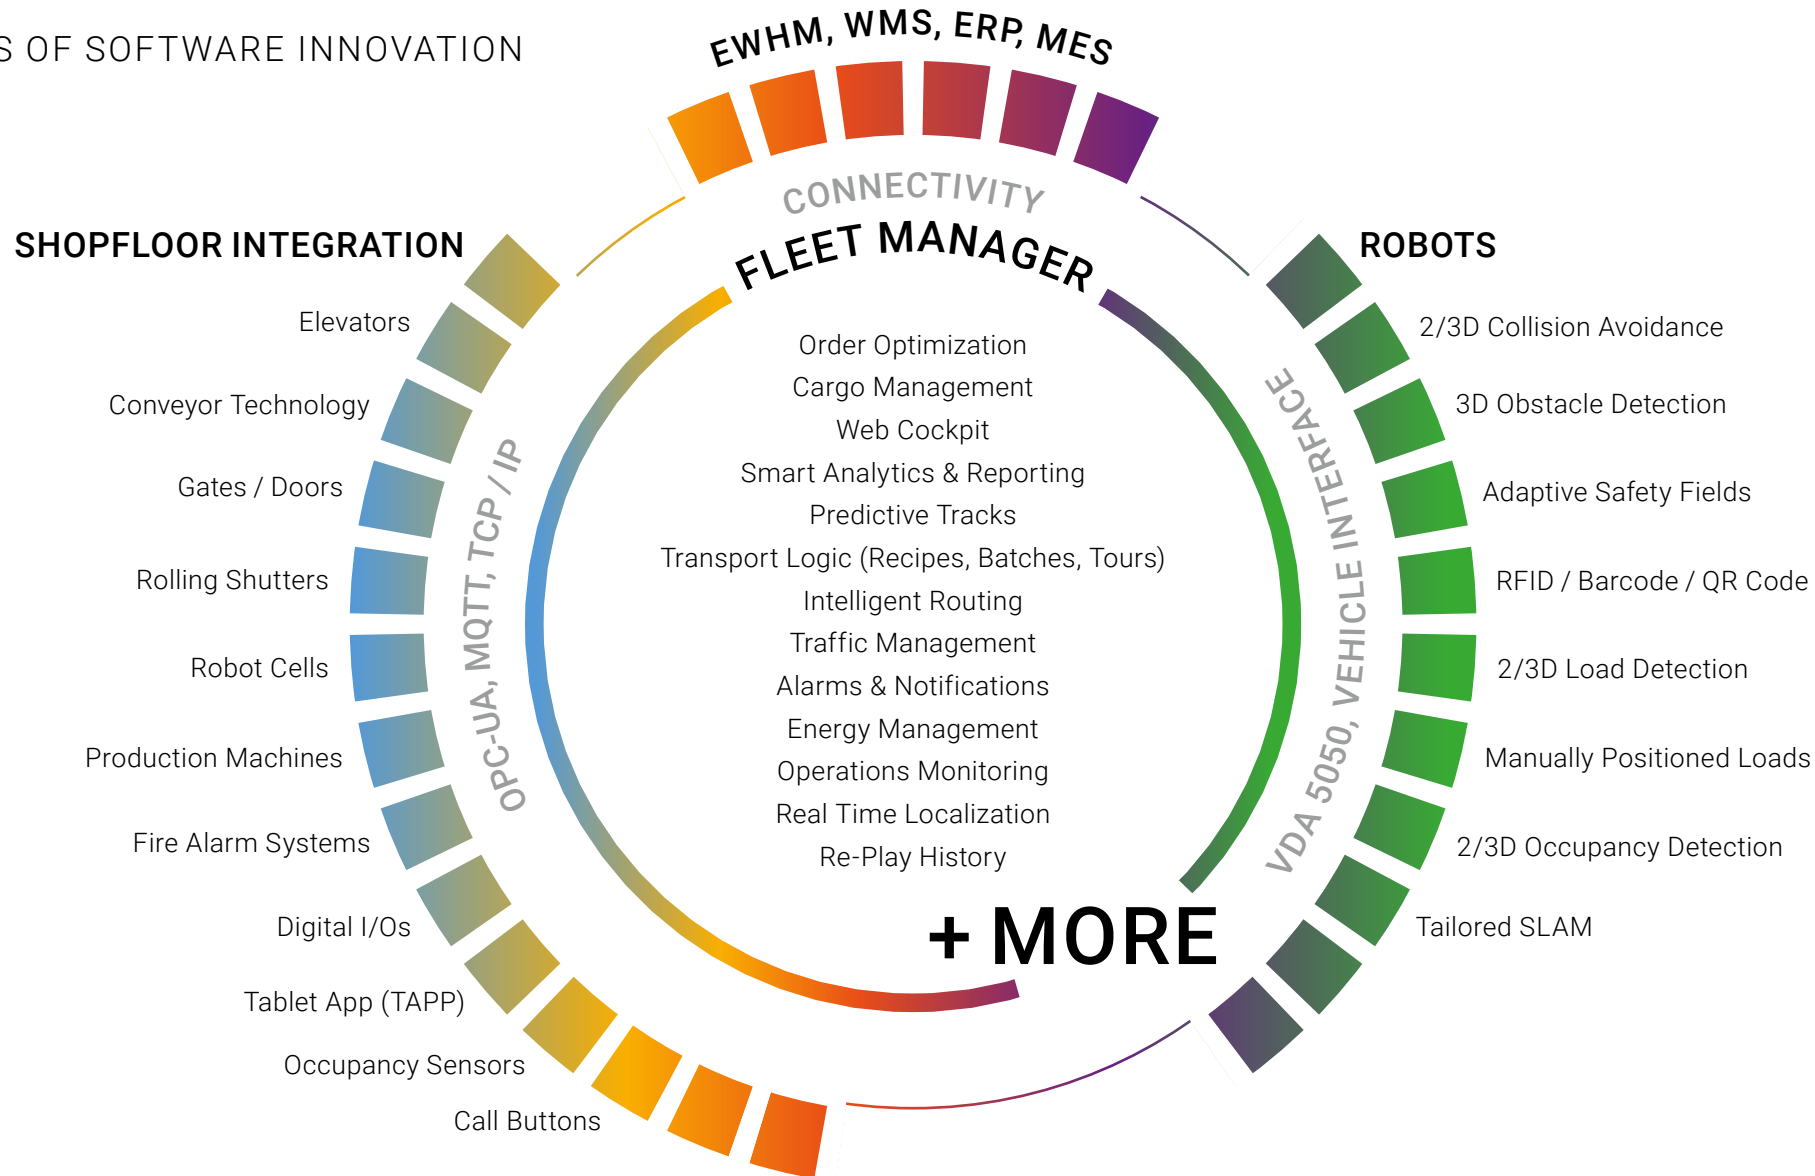 S OF SOFTWARE INNOVATION
EWHM, WMS, ERP, MES
CONNECTIVITY
FLEET MANAGER
Order Optimization
Cargo Management
Web Cockpit
Smart Analytics & Reporting
Predictive Tracks
Transport Logic (Recipes, Batches, Tours)
Intelligent Routing
Traffic Management
Alarms & Notifications
Energy Management
Operations Monitoring
Real Time Localization
Re-Play History
+ MORE
SHOPFLOOR INTEGRATION
Elevators
Conveyor Technology
Gates / Doors
Rolling Shutters
Robot Cells
Production Machines
Fire Alarm Systems
Digital I/Os
Tablet App (TAPP)
Occupancy Sensors
Call Buttons
OPC-UA, MQTT, TCP / IP
ROBOTS
2/3D Collision Avoidance
3D Obstacle Detection
Adaptive Safety Fields
RFID / Barcode / QR Code
2/3D Load Detection
Manually Positioned Loads
2/3D Occupancy Detection
Tailored SLAM
VDA 5050, VEHICLE INTERFACE